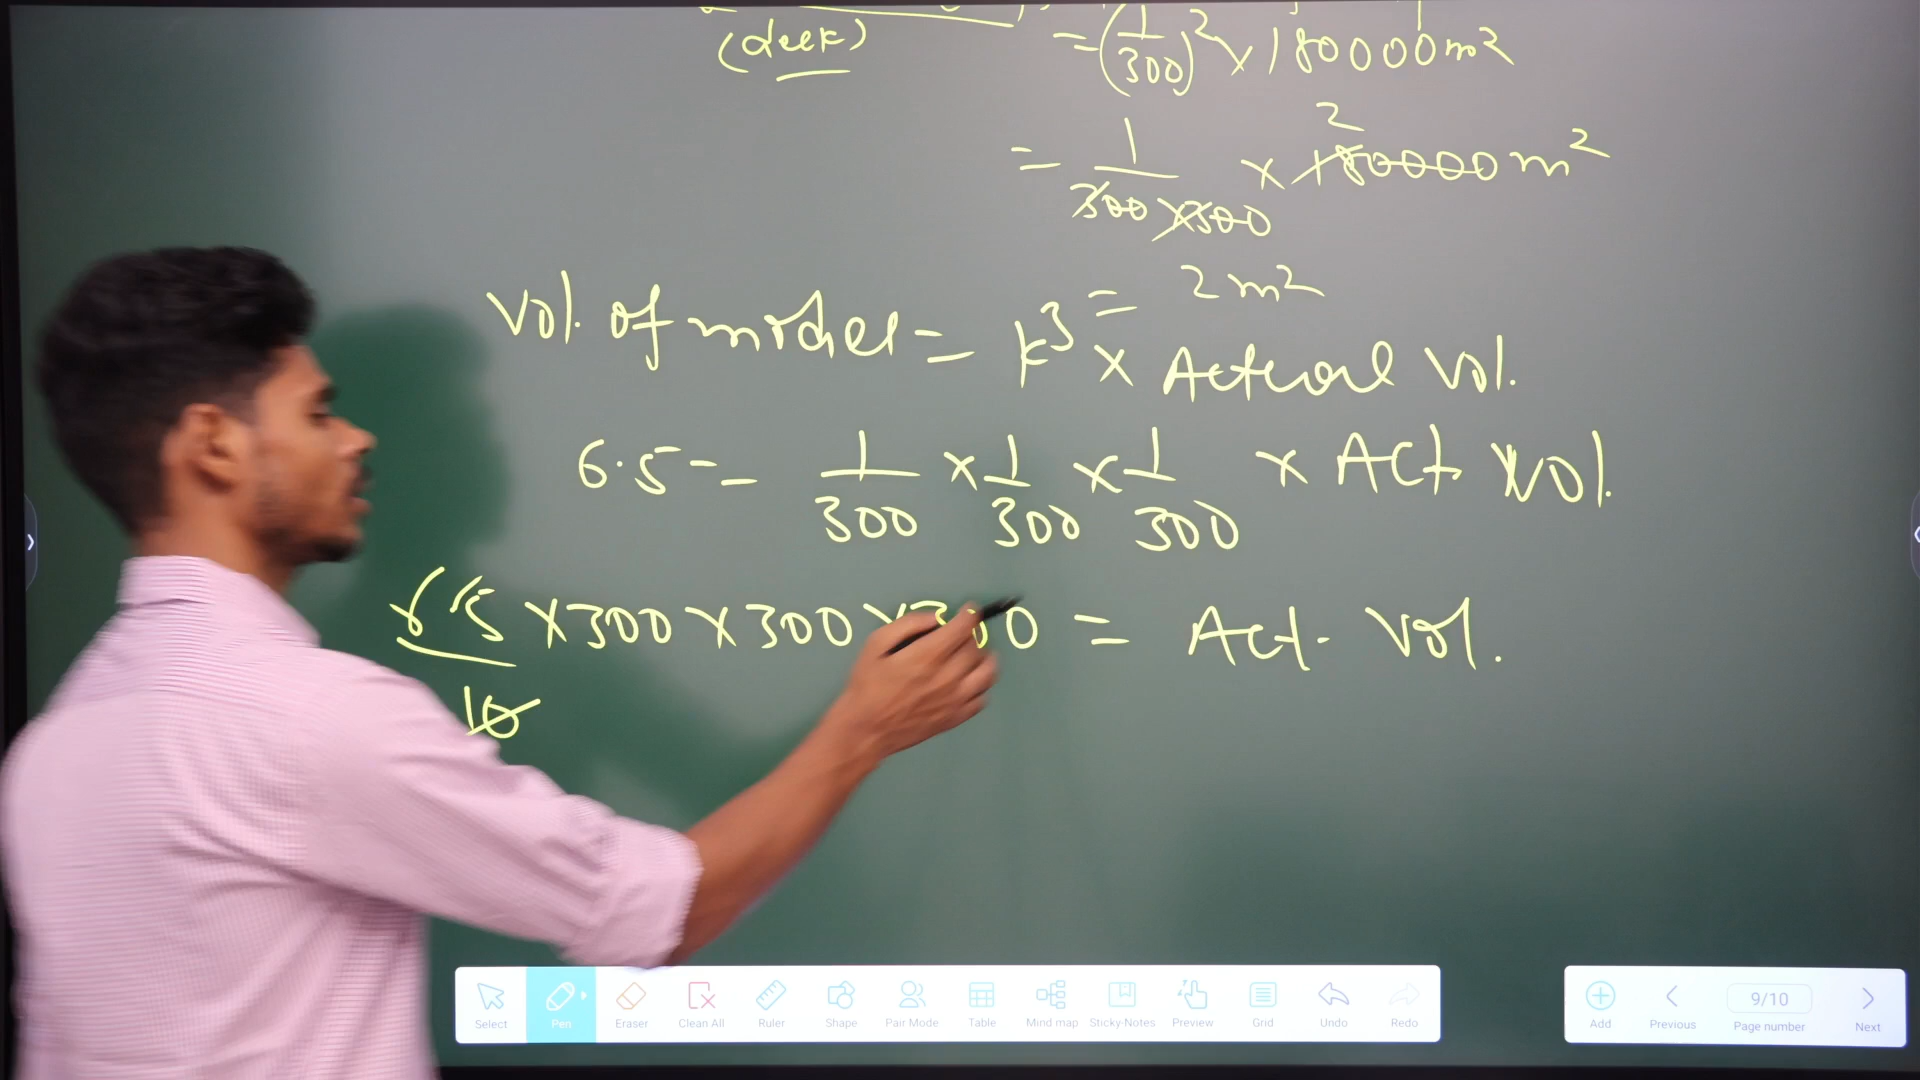 (deck)
= (1/300)² × 180000 m²
= 1/300×300 × 180000 m² 2
= 2 m²
Vol. of model = k³ × Actual Vol.
6.5 = 1/300 × 1/300 × 1/300 × Act. Vol.
65/10 × 300 × 300 × 300 = Act. Vol.
Select Pen Eraser Clean All Ruler Shape Pair Mode Table Mind map Sticky-Notes Preview Grid Undo Redo
Add Previous 9/10 Page number Next